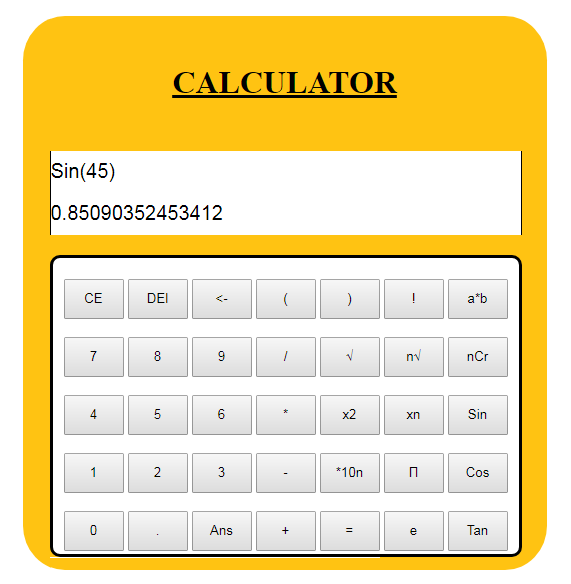 CALCULATOR
Sin(45)
0.85090352453412
CE DEl <- ( ) ! a*b
7 8 9 / √ n√ nCr
4 5 6 * x2 xn Sin
1 2 3 - *10n Π Cos
0 . Ans + = e Tan